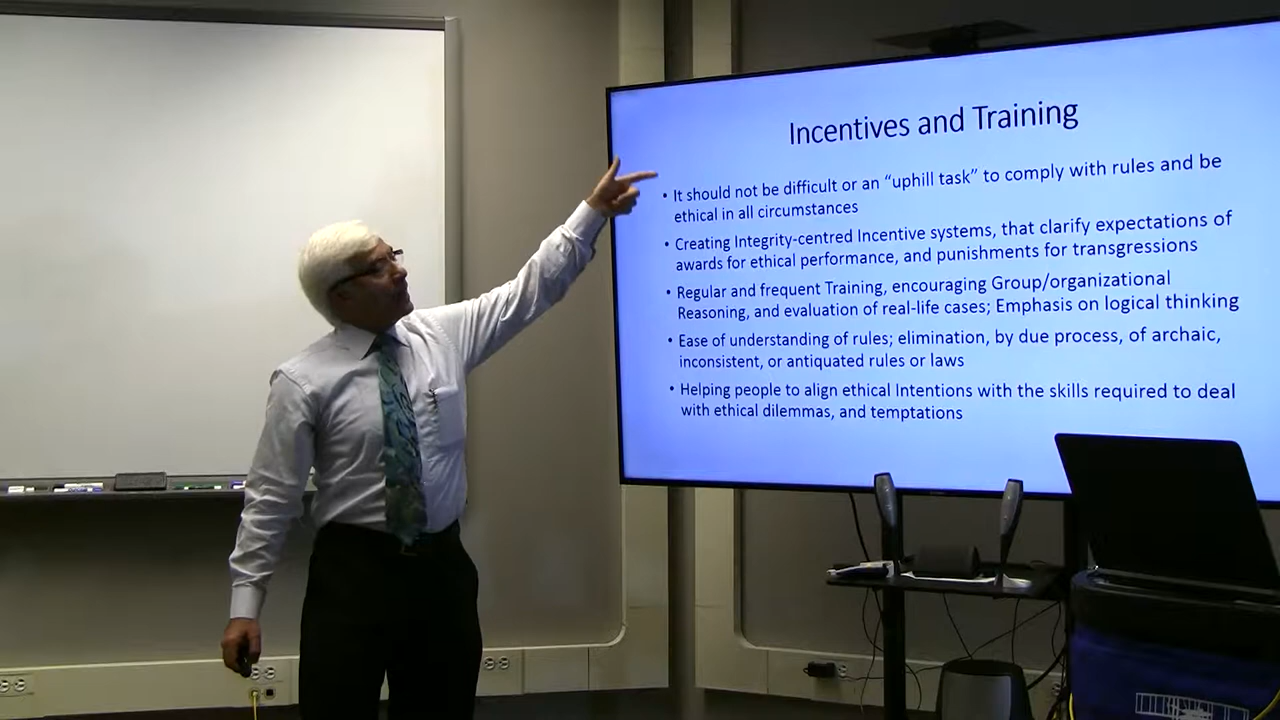 Incentives and Training
• It should not be difficult or an “uphill task” to comply with rules and be
ethical in all circumstances
• Creating Integrity-centred Incentive systems, that clarify expectations of
awards for ethical performance, and punishments for transgressions
• Regular and frequent Training, encouraging Group/organizational
Reasoning, and evaluation of real-life cases; Emphasis on logical thinking
• Ease of understanding of rules; elimination, by due process, of archaic,
inconsistent, or antiquated rules or laws
• Helping people to align ethical Intentions with the skills required to deal
with ethical dilemmas, and temptations